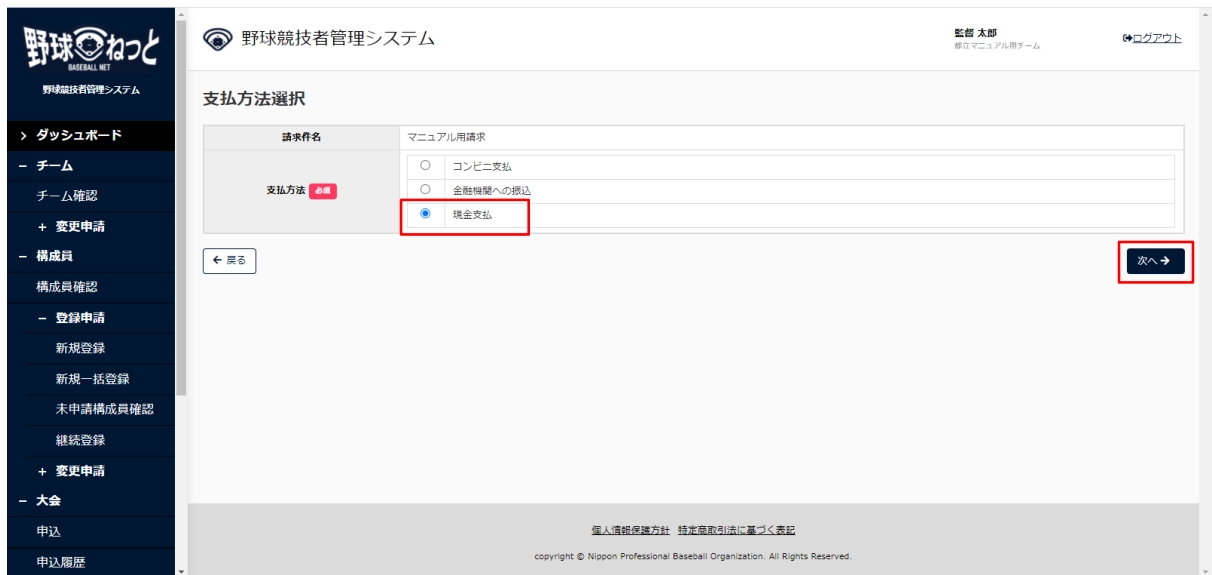 野球ねっと
BASEBALL NET
野球競技者管理システム
> ダッシュボード
− チーム
チーム確認
+ 変更申請
− 構成員
構成員確認
− 登録申請
新規登録
新規一括登録
未申請構成員確認
継続登録
+ 変更申請
− 大会
申込
申込履歴
野球競技者管理システム
監督 太郎
都立マニュアル用チーム
ログアウト
支払方法選択
請求件名 マニュアル用請求
支払方法 必須
コンビニ支払
金融機関への振込
現金支払
← 戻る
次へ →
個人情報保護方針 特定商取引法に基づく表記
copyright © Nippon Professional Baseball Organization. All Rights Reserved.